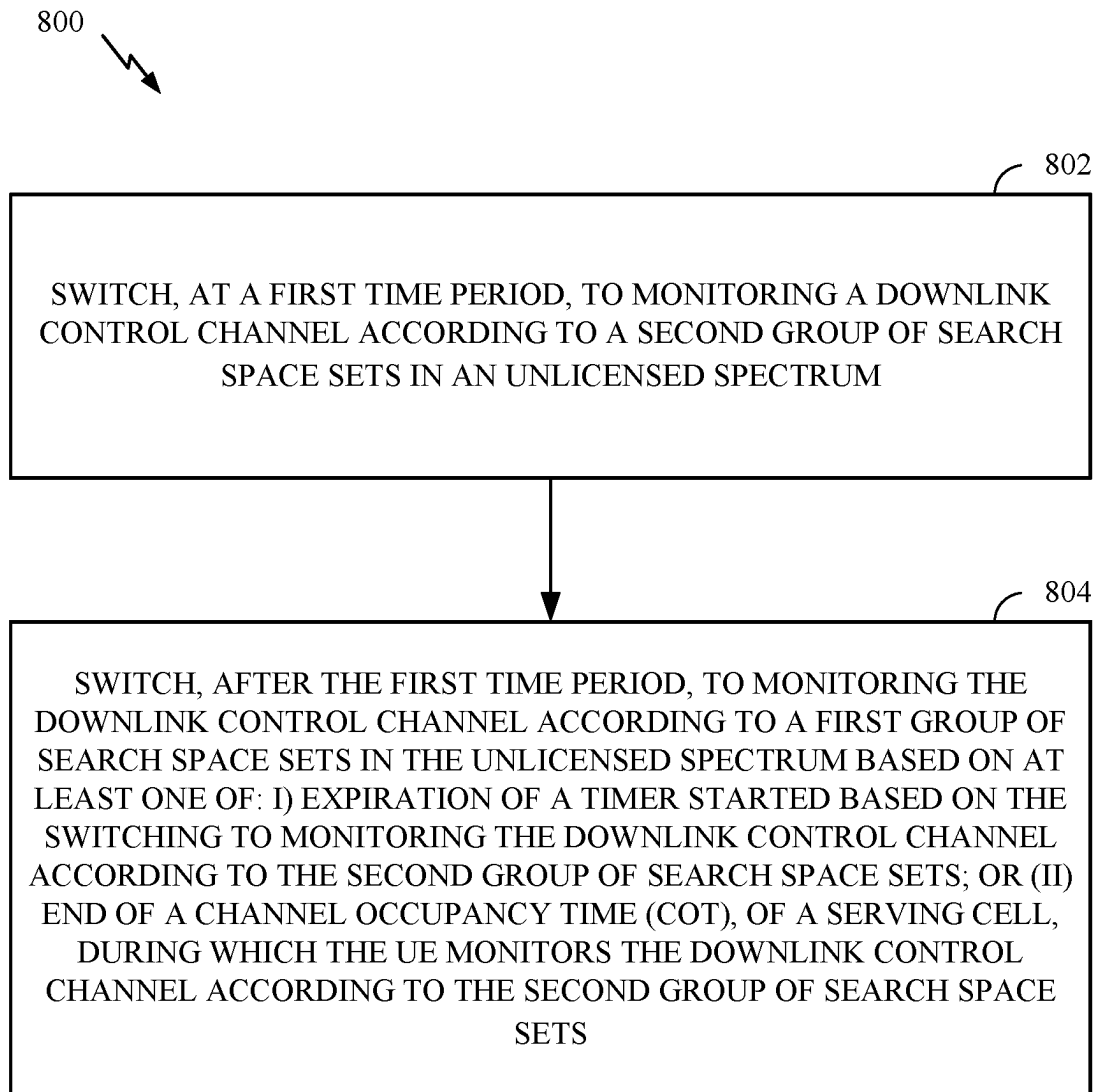 800
802
SWITCH, AT A FIRST TIME PERIOD, TO MONITORING A DOWNLINK
CONTROL CHANNEL ACCORDING TO A SECOND GROUP OF SEARCH
SPACE SETS IN AN UNLICENSED SPECTRUM
804
SWITCH, AFTER THE FIRST TIME PERIOD, TO MONITORING THE
DOWNLINK CONTROL CHANNEL ACCORDING TO A FIRST GROUP OF
SEARCH SPACE SETS IN THE UNLICENSED SPECTRUM BASED ON AT
LEAST ONE OF: I) EXPIRATION OF A TIMER STARTED BASED ON THE
SWITCHING TO MONITORING THE DOWNLINK CONTROL CHANNEL
ACCORDING TO THE SECOND GROUP OF SEARCH SPACE SETS; OR (II)
END OF A CHANNEL OCCUPANCY TIME (COT), OF A SERVING CELL,
DURING WHICH THE UE MONITORS THE DOWNLINK CONTROL
CHANNEL ACCORDING TO THE SECOND GROUP OF SEARCH SPACE
SETS